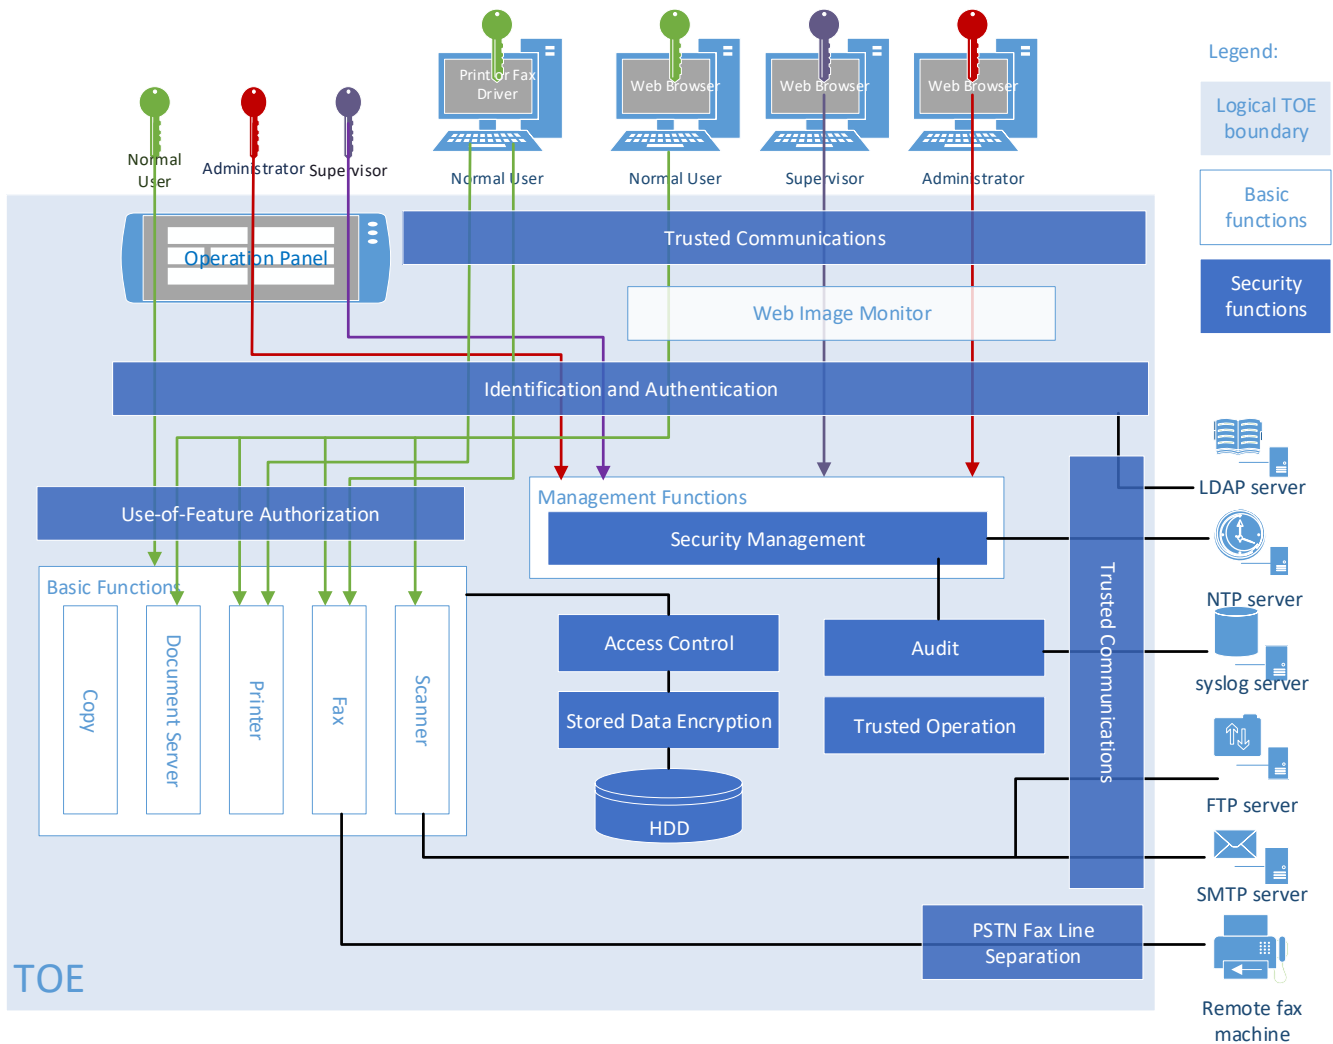 Legend:
Logical TOE
boundary
Basic
functions
Security
functions
Print or Fax
Driver
Web Browser
Web Browser
Web Browser
Normal
User
Administrator
Supervisor
Normal User
Normal User
Supervisor
Administrator
Operation Panel
Trusted Communications
Web Image Monitor
Identification and Authentication
Use-of-Feature Authorization
Management Functions
Security Management
Basic Functions
Copy
Document Server
Printer
Fax
Scanner
Access Control
Stored Data Encryption
HDD
Audit
Trusted Operation
Trusted Communications
PSTN Fax Line
Separation
LDAP server
NTP server
syslog server
FTP server
SMTP server
Remote fax
machine
TOE